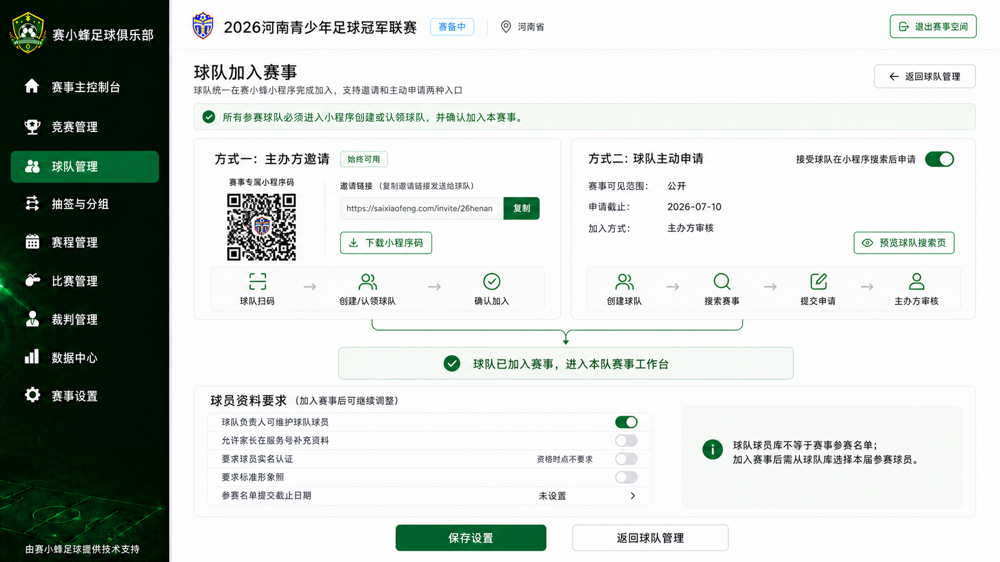 赛小蜂足球俱乐部
赛事主控制台
竞赛管理
球队管理
抽签与分组
赛程管理
比赛管理
裁判管理
数据中心
赛事设置
由赛小蜂足球提供技术支持
2026河南青少年足球冠军联赛
赛备中
河南省
退出赛事空间
球队加入赛事
球队统一在赛小蜂小程序完成加入，支持邀请和主动申请两种入口
返回球队管理
所有参赛球队必须进入小程序创建或认领球队，并确认加入本赛事。
方式一：主办方邀请
始终可用
赛事专属小程序码
邀请链接（复制邀请链接发送给球队）
https://saixiaofeng.com/invite/26henan
复制
下载小程序码
球队扫码
创建/认领球队
确认加入
方式二：球队主动申请
接受球队在小程序搜索后申请
赛事可见范围：
公开
申请截止：
2026-07-10
加入方式：
主办方审核
预览球队搜索页
创建球队
搜索赛事
提交申请
主办方审核
球队已加入赛事，进入本队赛事工作台
球员资料要求（加入赛事后可继续调整）
球队负责人可维护球队球员
允许家长在服务号补充资料
要求球员实名认证
资格时点不要求
要求标准形象照
参赛名单提交截止日期
未设置
球队球员库不等于赛事参赛名单；
加入赛事后需从球队库选择本届参赛球员。
保存设置
返回球队管理